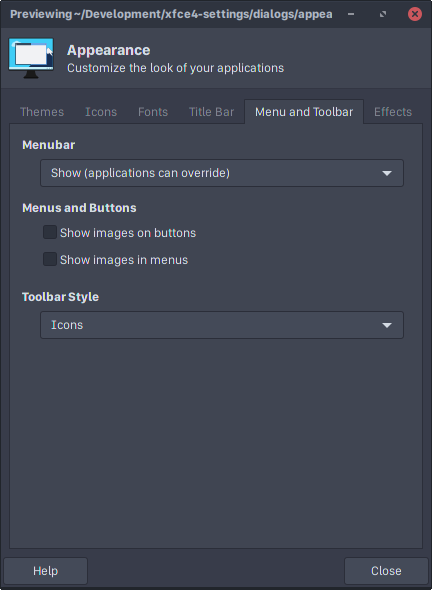 Previewing ~/Development/xfce4-settings/dialogs/appea
Appearance
Customize the look of your applications
Themes Icons Fonts Title Bar Menu and Toolbar Effects
Menubar
Show (applications can override)
Menus and Buttons
Show images on buttons
Show images in menus
Toolbar Style
Icons
Help Close